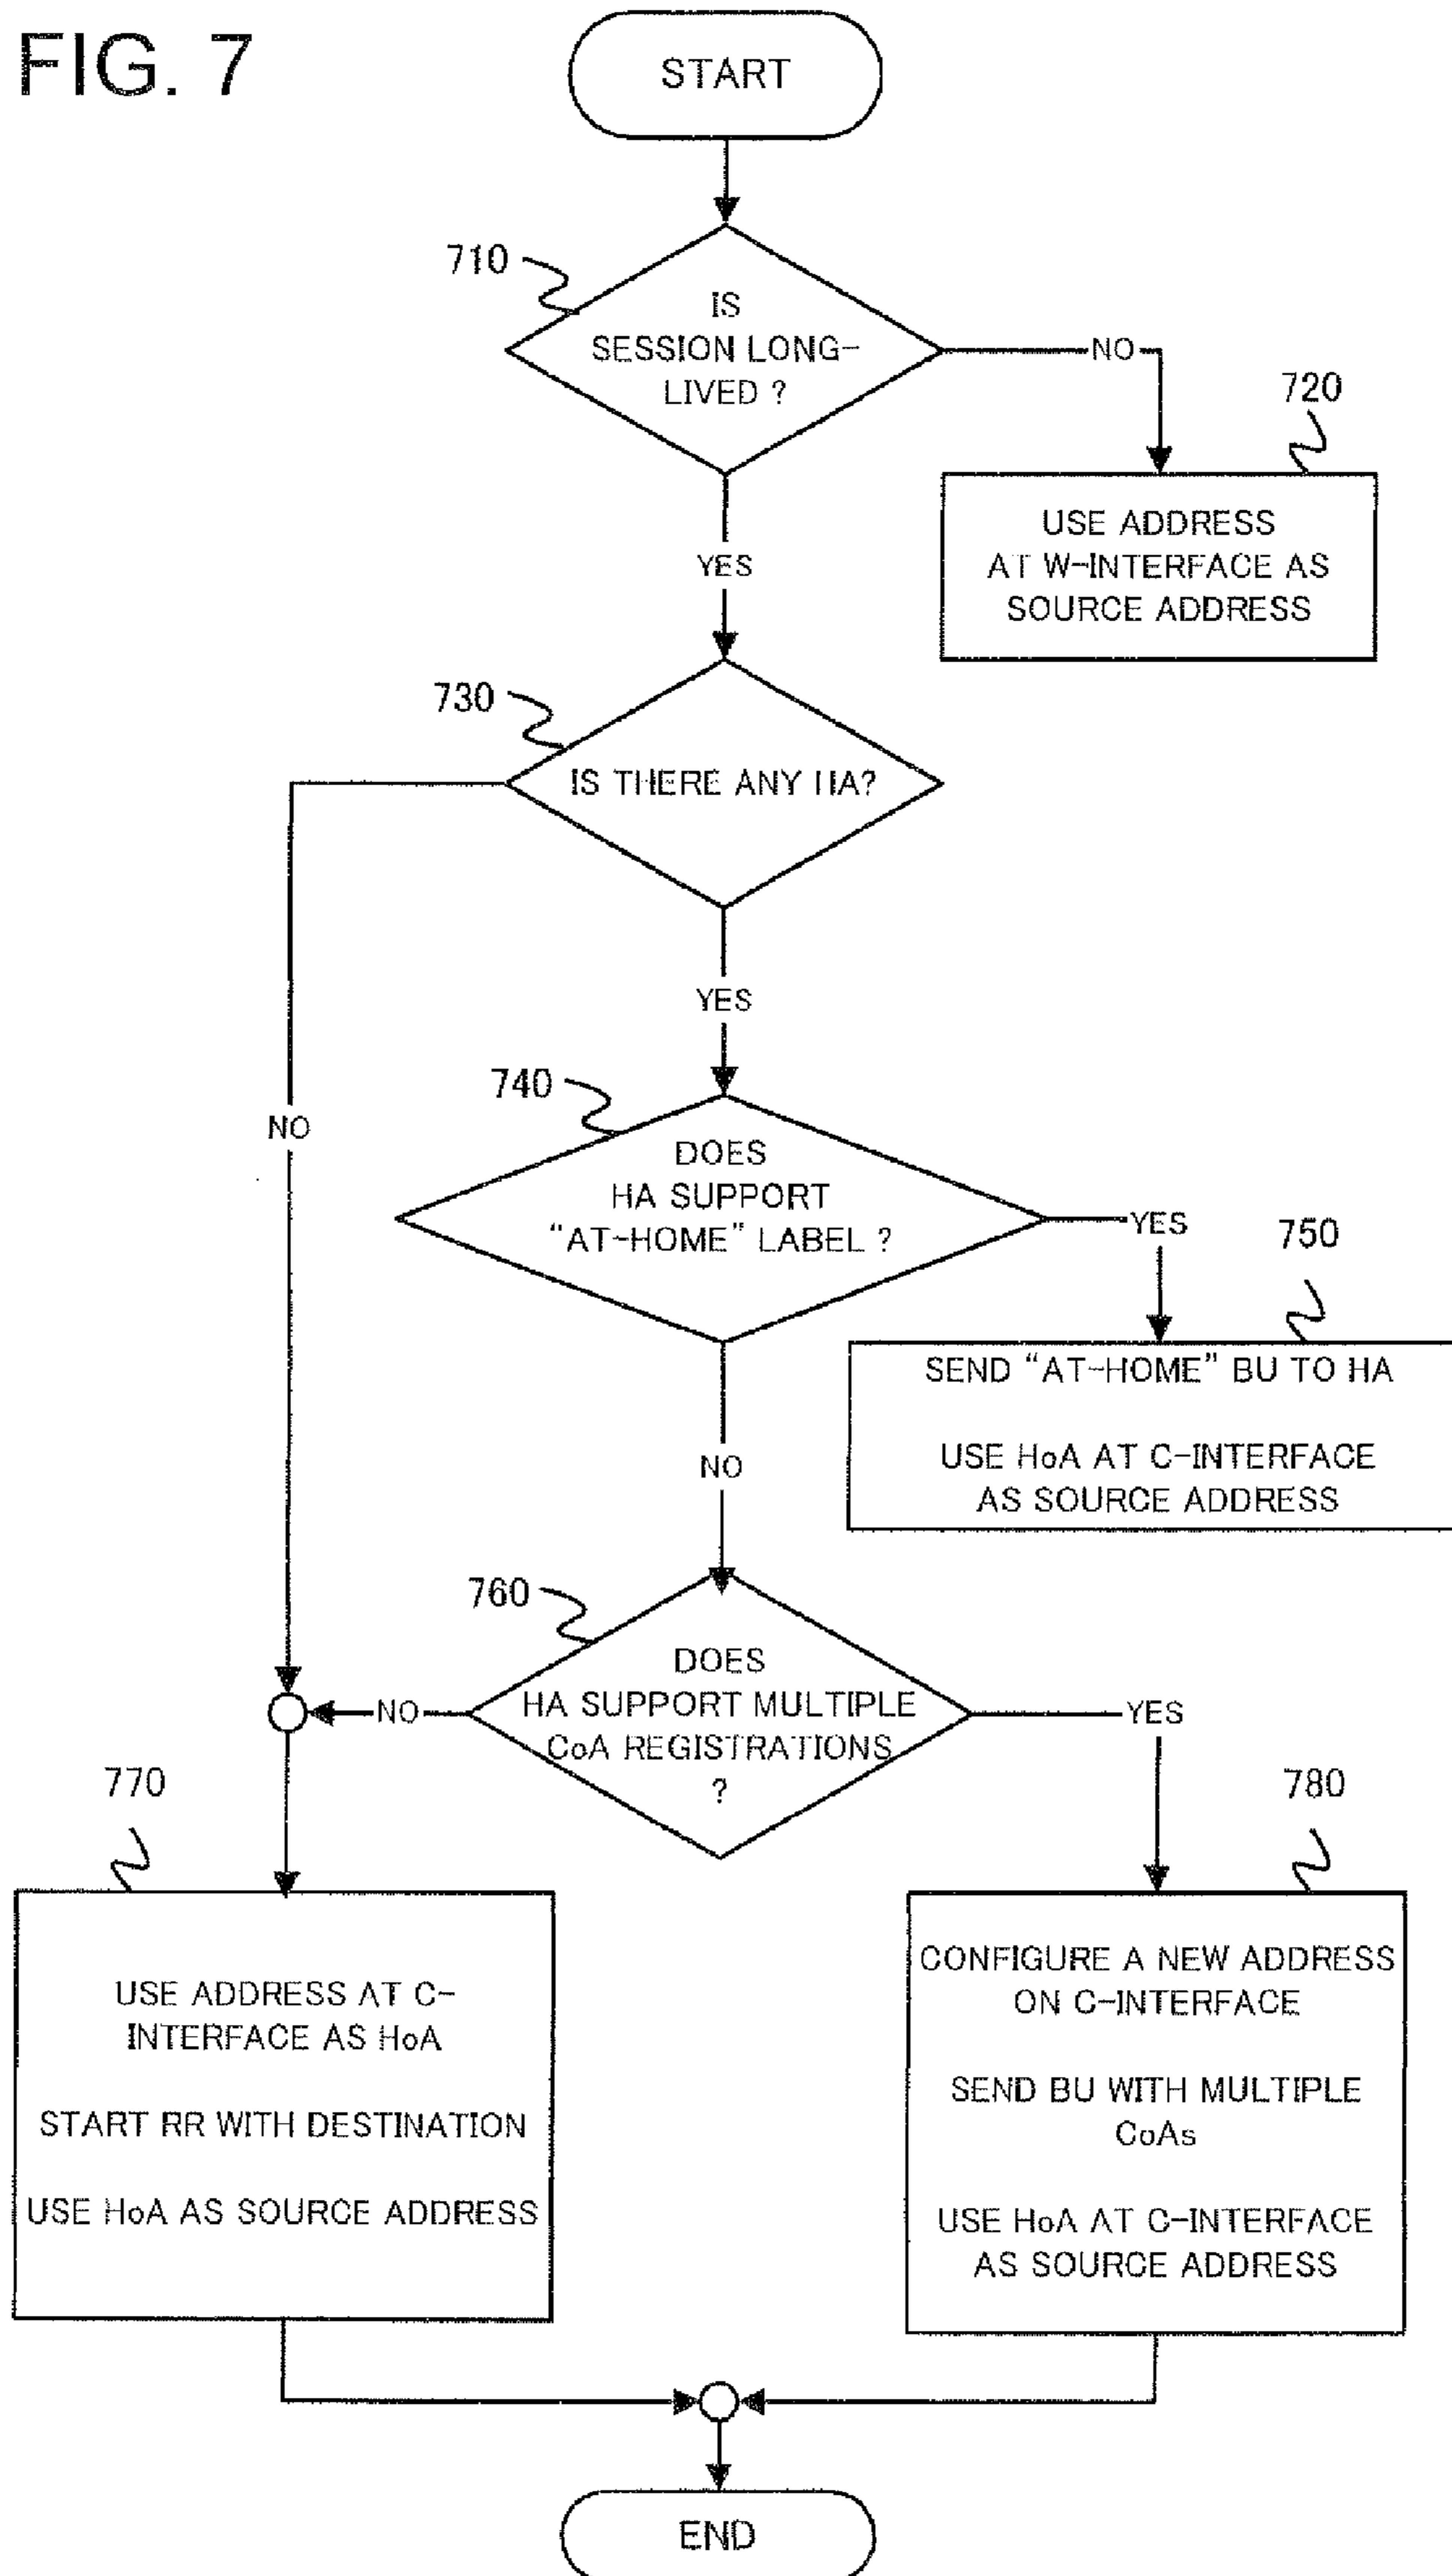 FIG. 7
START
710
IS
SESSION LONG-
LIVED ?
NO
720
USE ADDRESS
AT W-INTERFACE AS
SOURCE ADDRESS
YES
730
IS THERE ANY HA?
YES
NO
740
DOES
HA SUPPORT
“AT-HOME” LABEL ?
YES
750
SEND “AT-HOME” BU TO HA
USE HoA AT C-INTERFACE
AS SOURCE ADDRESS
NO
760
DOES
HA SUPPORT MULTIPLE
CoA REGISTRATIONS
?
NO
YES
770
USE ADDRESS AT C-
INTERFACE AS HoA
START RR WITH DESTINATION
USE HoA AS SOURCE ADDRESS
780
CONFIGURE A NEW ADDRESS
ON C-INTERFACE
SEND BU WITH MULTIPLE
CoAs
USE HoA AT C-INTERFACE
AS SOURCE ADDRESS
END